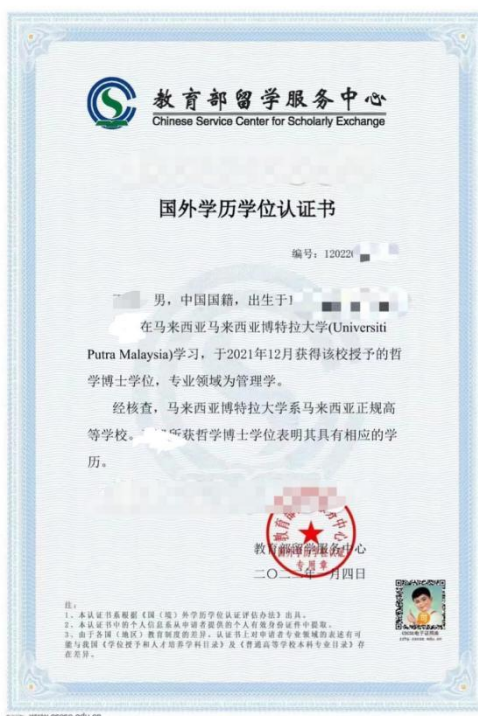 教育部留学服务中心
Chinese Service Center for Scholarly Exchange
国外学历学位认证书
编号：12022
男，中国国籍，出生于
在马来西亚马来西亚博特拉大学(Universiti
Putra Malaysia)学习，于2021年12月获得该校授予的哲
学博士学位，专业领域为管理学。
经核查，马来西亚博特拉大学系马来西亚正规高
等学校。所获哲学博士学位表明其具有相应的学
历。
教育部留学服务中心
国外学历学位认证
专用章
二〇二二年 月四日
注：
1、本认证书系根据《国（境）外学历学位认证评估办法》出具。
2、本认证书中的个人信息系从申请者提供的个人有效身份证件中提取。
3、由于各国（地区）教育制度的差异，认证书上对申请者专业领域的表述有可
能与我国《学位授予和人才培养学科目录》及《普通高等学校本科专业目录》存
在差异。